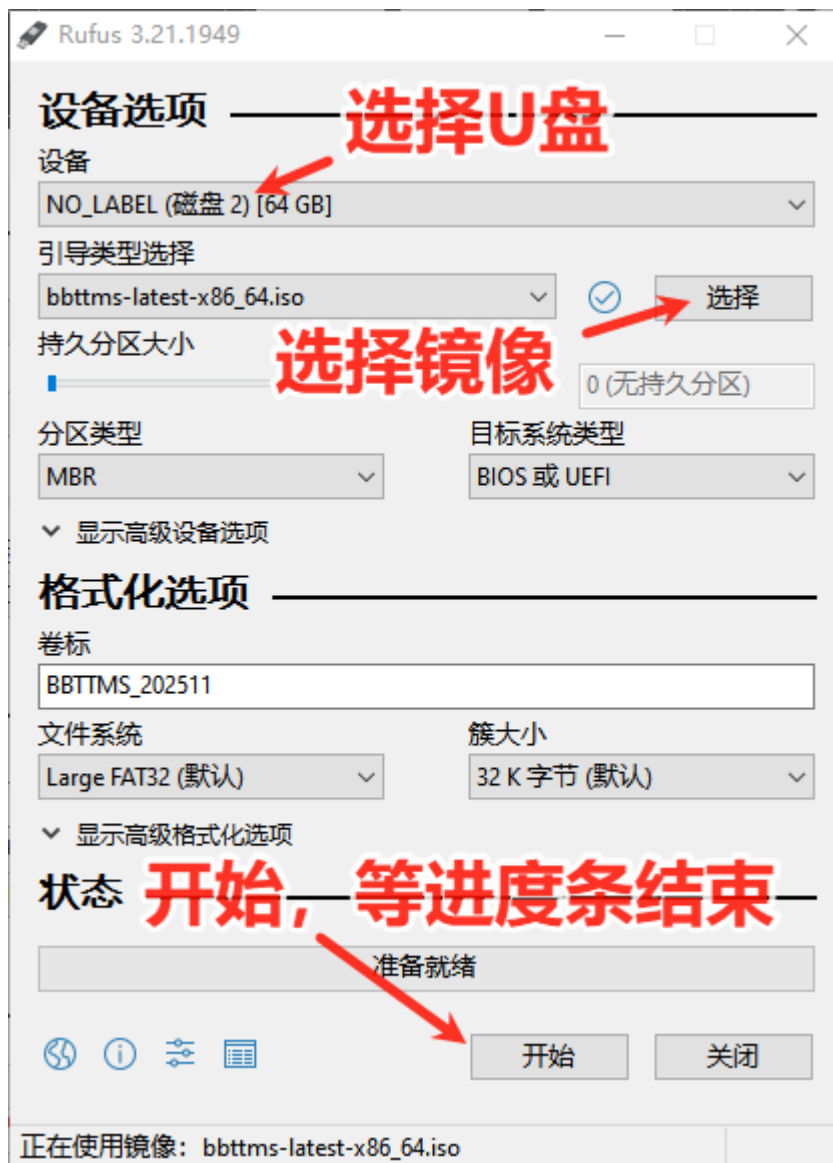 Rufus 3.21.1949
设备选项
选择U盘
设备
NO_LABEL (磁盘 2) [64 GB]
引导类型选择
bbttms-latest-x86_64.iso
选择
持久分区大小
选择镜像
0 (无持久分区)
分区类型
目标系统类型
MBR
BIOS 或 UEFI
显示高级设备选项
格式化选项
卷标
BBTTMS_202511
文件系统
簇大小
Large FAT32 (默认)
32 K 字节 (默认)
显示高级格式化选项
状态
开始，等进度条结束
准备就绪
开始
关闭
正在使用镜像：bbttms-latest-x86_64.iso